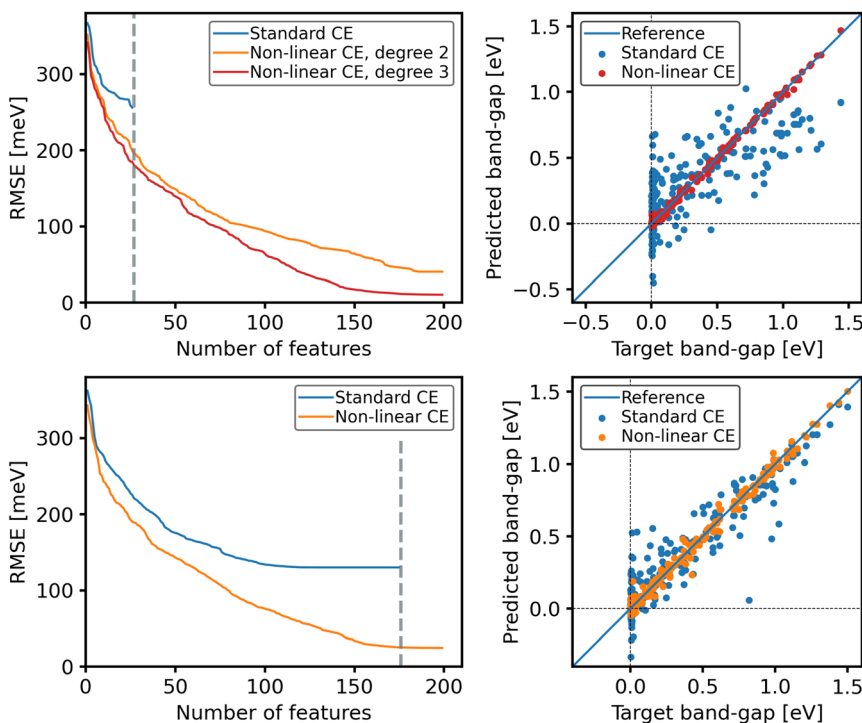 Standard CE
Non-linear CE, degree 2
Non-linear CE, degree 3
RMSE [meV]
300
200
100
0
0 50 100 150 200
Number of features
Reference
Standard CE
Non-linear CE
Predicted band-gap [eV]
1.5
1.0
0.5
0.0
−0.5
−0.5 0.0 0.5 1.0 1.5
Target band-gap [eV]
Standard CE
Non-linear CE
RMSE [meV]
300
200
100
0
0 50 100 150 200
Number of features
Reference
Standard CE
Non-linear CE
Predicted band-gap [eV]
1.5
1.0
0.5
0.0
0.0 0.5 1.0 1.5
Target band-gap [eV]